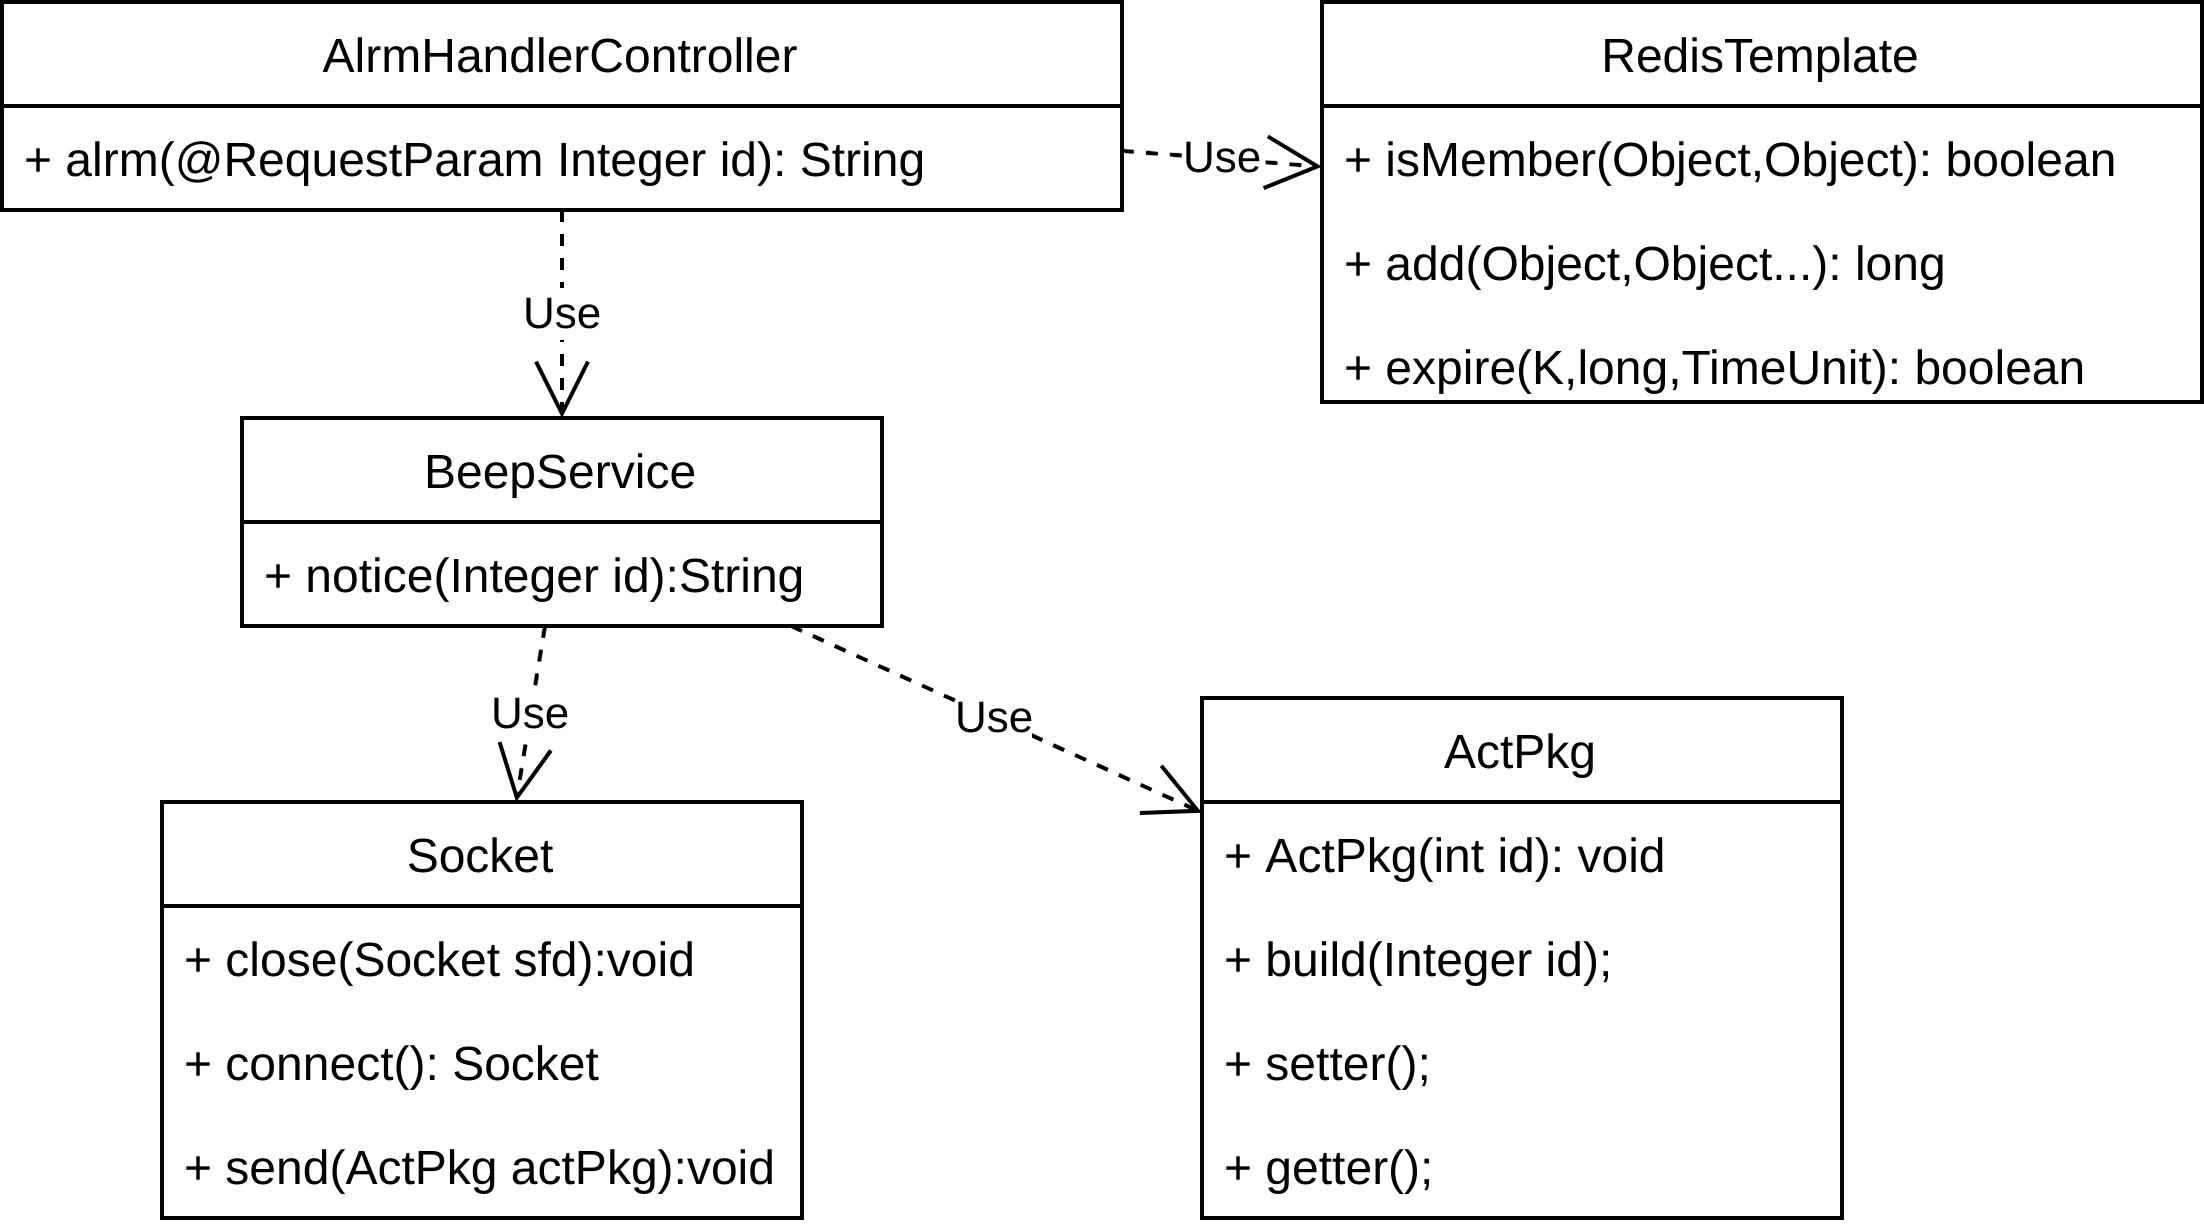 AlrmHandlerController
+ alrm(@RequestParam Integer id): String
Use
RedisTemplate
+ isMember(Object,Object): boolean
+ add(Object,Object...): long
+ expire(K,long,TimeUnit): boolean
Use
BeepService
+ notice(Integer id):String
Use
Use
Socket
+ close(Socket sfd):void
+ connect(): Socket
+ send(ActPkg actPkg):void
ActPkg
+ ActPkg(int id): void
+ build(Integer id);
+ setter();
+ getter();